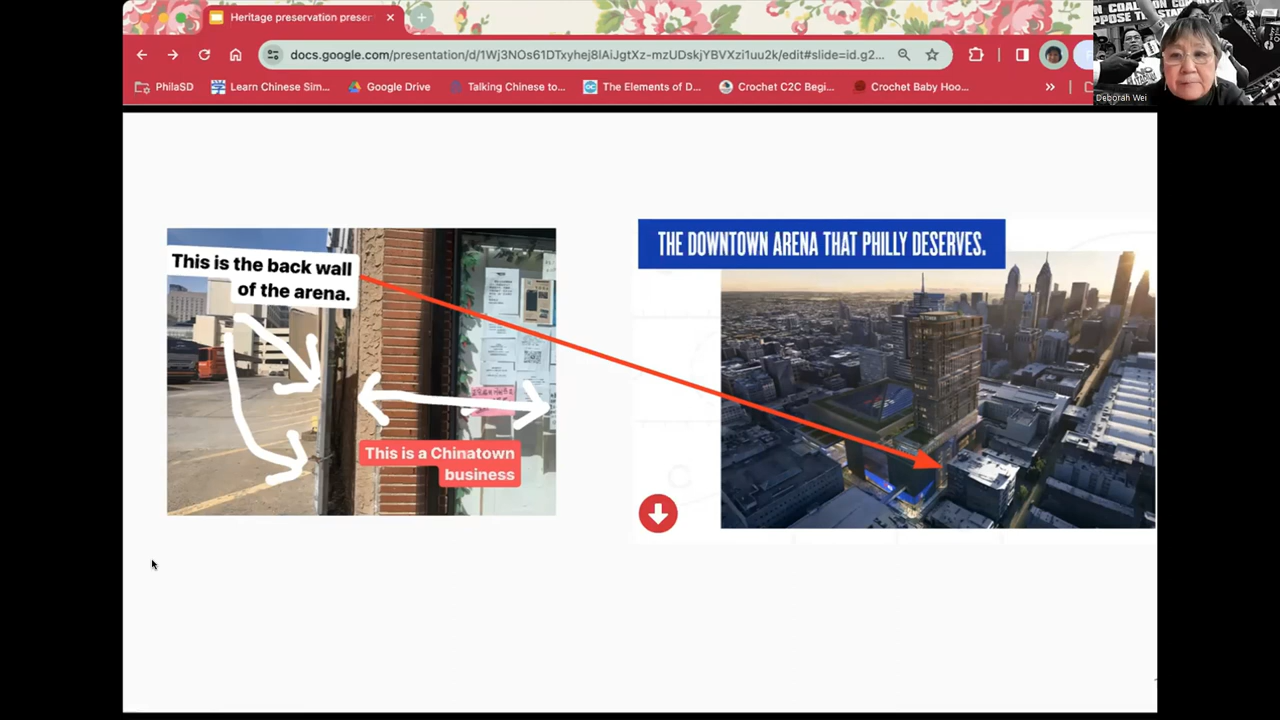 Heritage preservation preser
docs.google.com/presentation/d/1Wj3NOs61DTxyhej8IAiJgtXz-mzUDskjYBVXzi1uu2k/edit#slide=id.g2...
PhilaSD
Learn Chinese Sim...
Google Drive
Talking Chinese to...
The Elements of D...
Crochet C2C Begi...
Crochet Baby Hoo...
»
Deborah Wei
This is the back wall
of the arena.
This is a Chinatown
business
THE DOWNTOWN ARENA THAT PHILLY DESERVES.